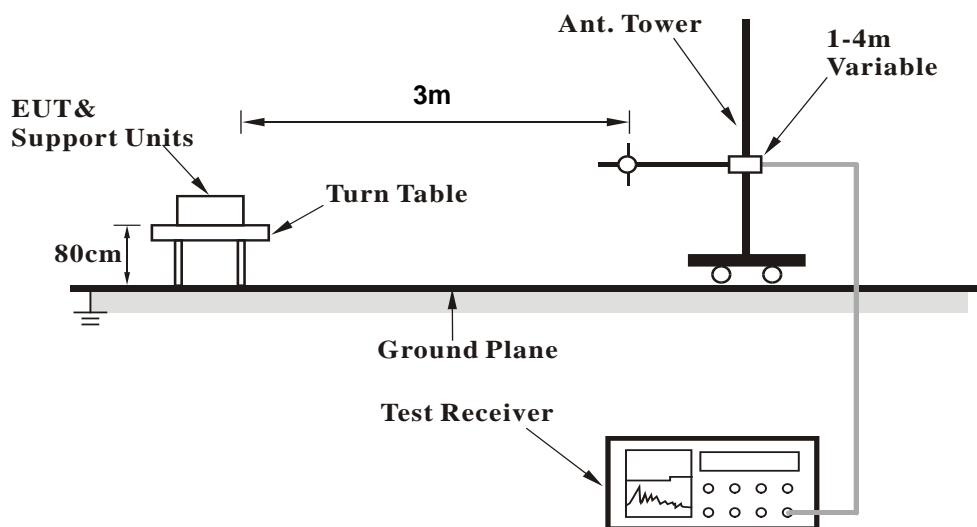 Ant. Tower
1-4m
Variable
3m
EUT&
Support Units
Turn Table
80cm
Ground Plane
Test Receiver